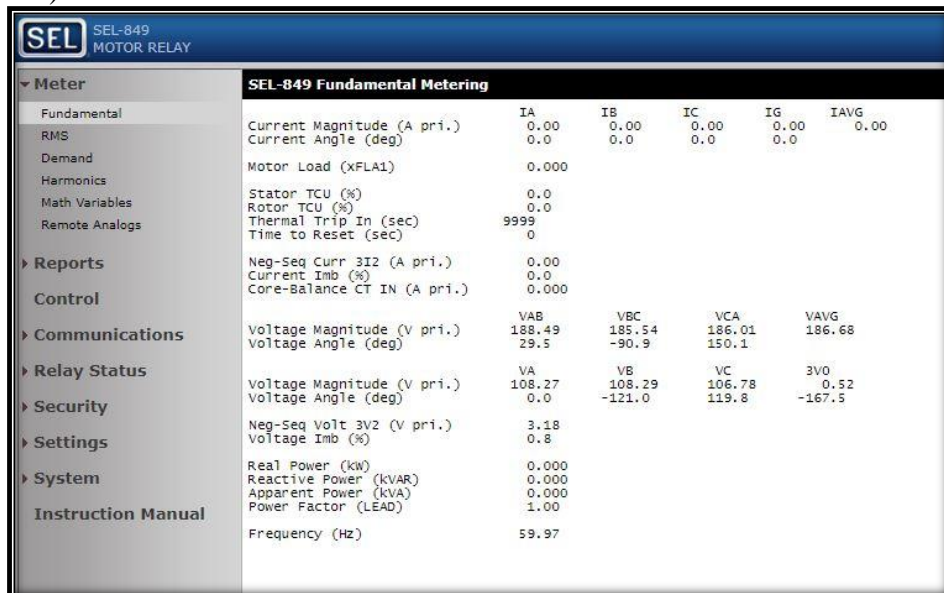 SEL SEL-849
MOTOR RELAY
Meter
Fundamental
RMS
Demand
Harmonics
Math Variables
Remote Analogs
Reports
Control
Communications
Relay Status
Security
Settings
System
Instruction Manual
SEL-849 Fundamental Metering
IA IB IC IG IAVG
Current Magnitude (A pri.) 0.00 0.00 0.00 0.00 0.00
Current Angle (deg) 0.0 0.0 0.0 0.0
Motor Load (xFLA1) 0.000
Stator TCU (%) 0.0
Rotor TCU (%) 0.0
Thermal Trip In (sec) 9999
Time to Reset (sec) 0
Neg-Seq Curr 3I2 (A pri.) 0.00
Current Imb (%) 0.0
Core-Balance CT IN (A pri.) 0.000
VAB VBC VCA VAVG
Voltage Magnitude (V pri.) 188.49 185.54 186.01 186.68
Voltage Angle (deg) 29.5 -90.9 150.1
VA VB VC 3V0
Voltage Magnitude (V pri.) 108.27 108.29 106.78 0.52
Voltage Angle (deg) 0.0 -121.0 119.8 -167.5
Neg-Seq Volt 3V2 (V pri.) 3.18
Voltage Imb (%) 0.8
Real Power (kW) 0.000
Reactive Power (kVAR) 0.000
Apparent Power (kVA) 0.000
Power Factor (LEAD) 1.00
Frequency (Hz) 59.97